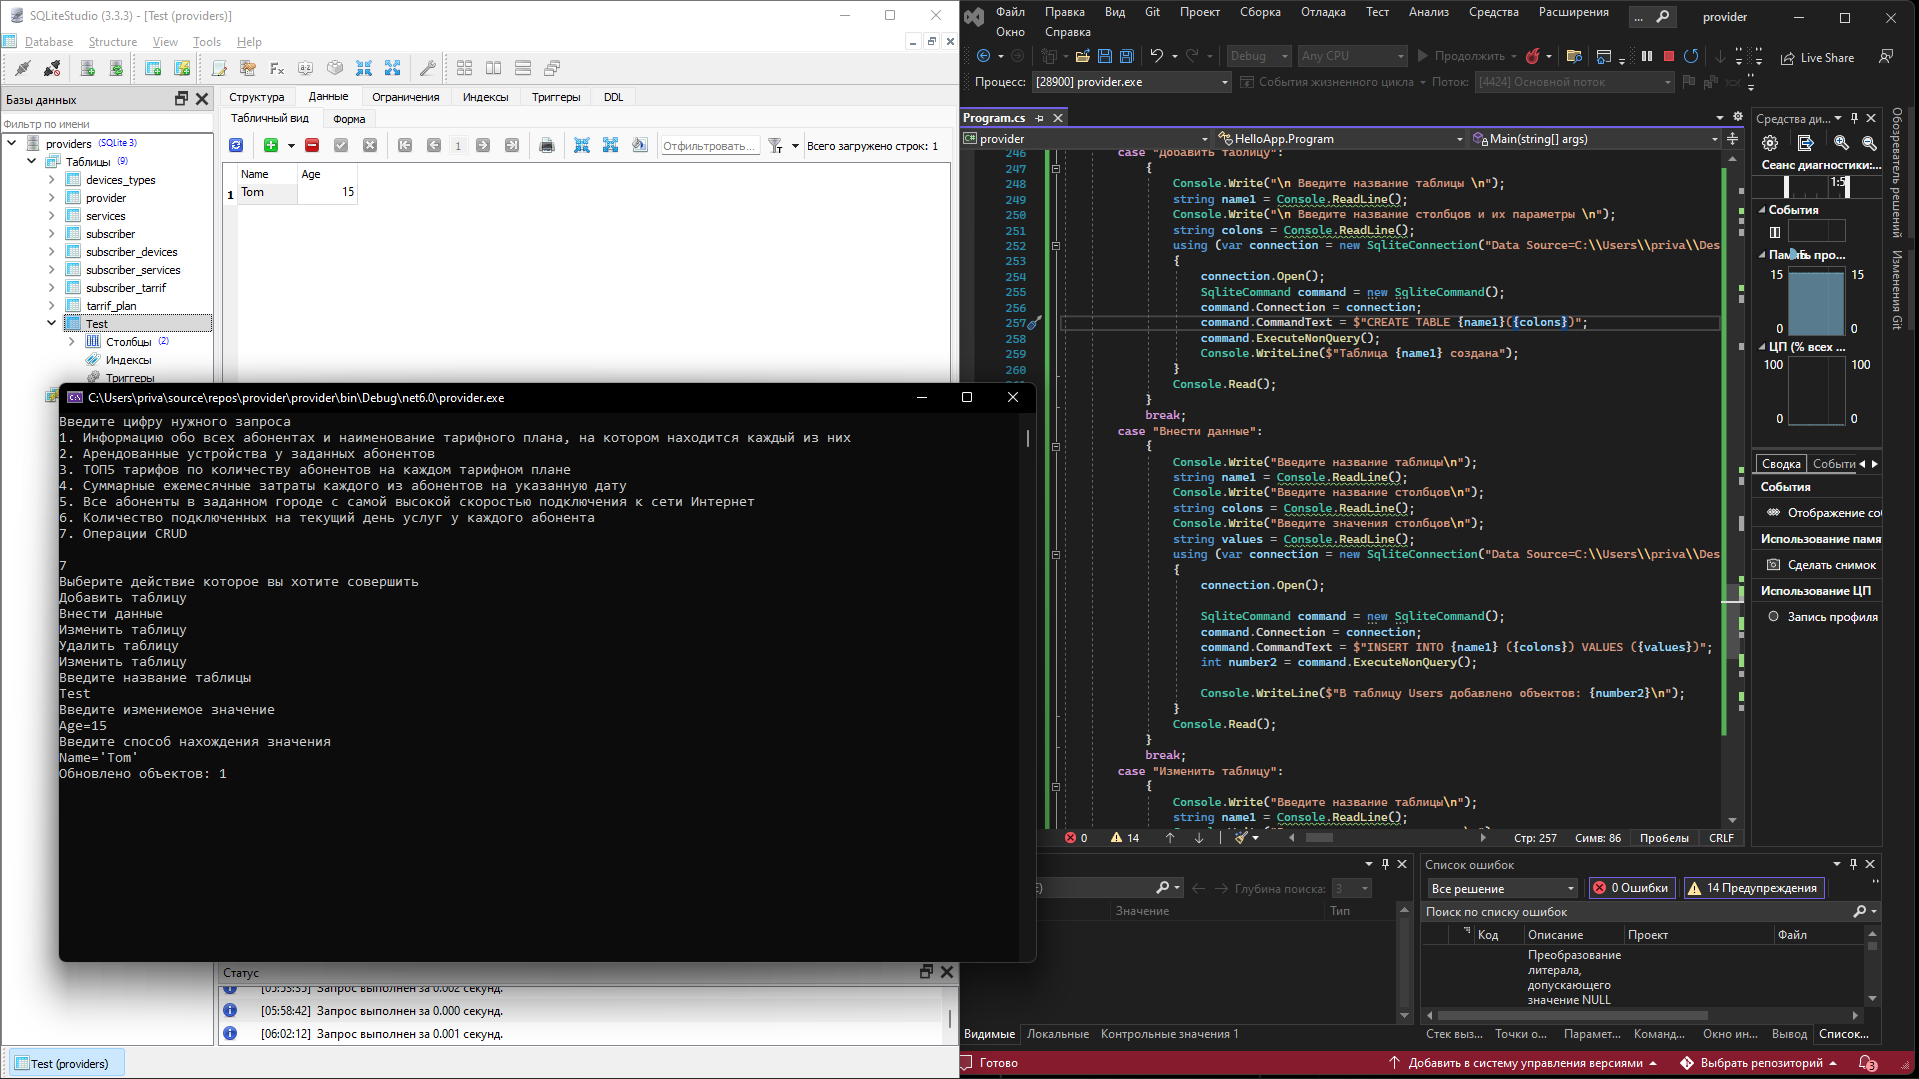 SQLiteStudio (3.3.3) - [Test (providers)]
Database Structure View Tools Help
Базы данных
Фильтр по имени
providers (SQLite 3)
Таблицы (9)
devices_types
provider
services
subscriber
subscriber_devices
subscriber_services
subscriber_tarrif
tarrif_plan
Test
Столбцы (2)
Индексы
Триггеры
Структура Данные Ограничения Индексы Триггеры DDL
Табличный вид Форма
1 Отфильтровать... Всего загружено строк: 1
Name Age
1 Tom 15
C:\Users\priva\source\repos\provider\provider\bin\Debug\net6.0\provider.exe
Введите цифру нужного запроса
1. Информацию обо всех абонентах и наименование тарифного плана, на котором находится каждый из них
2. Арендованные устройства у заданных абонентов
3. ТОП5 тарифов по количеству абонентов на каждом тарифном плане
4. Суммарные ежемесячные затраты каждого из абонентов на указанную дату
5. Все абоненты в заданном городе с самой высокой скоростью подключения к сети Интернет
6. Количество подключенных на текущий день услуг у каждого абонента
7. Операции CRUD
7
Выберите действие которое вы хотите совершить
Добавить таблицу
Внести данные
Изменить таблицу
Удалить таблицу
Изменить таблицу
Введите название таблицы
Test
Введите измениемое значение
Age=15
Введите способ нахождения значения
Name='Tom'
Обновлено объектов: 1
Статус
[05:53:35] Запрос выполнен за 0.002 секунд.
[05:58:42] Запрос выполнен за 0.000 секунд.
[06:02:12] Запрос выполнен за 0.001 секунд.
Test (providers)
Файл Правка Вид Git Проект Сборка Отладка Тест Анализ Средства Расширения ... provider
Окно Справка
Debug Any CPU Продолжить Live Share
Процесс: [28900] provider.exe События жизненного цикла Поток: [4424] Основной поток
Program.cs
provider HelloApp.Program Main(string[] args)
246 case "Добавить таблицу":
247 {
248 Console.Write("\n Введите название таблицы \n");
249 string name1 = Console.ReadLine();
250 Console.Write("\n Введите название столбцов и их параметры \n");
251 string colons = Console.ReadLine();
252 using (var connection = new SqliteConnection("Data Source=C:\\Users\\priva\\Des
253 {
254 connection.Open();
255 SqliteCommand command = new SqliteCommand();
256 command.Connection = connection;
257 command.CommandText = $"CREATE TABLE {name1}({colons})";
258 command.ExecuteNonQuery();
259 Console.WriteLine($"Таблица {name1} создана");
260 }
Console.Read();
}
break;
case "Внести данные":
{
Console.Write("Введите название таблицы\n");
string name1 = Console.ReadLine();
Console.Write("Введите название столбцов\n");
string colons = Console.ReadLine();
Console.Write("Введите значения столбцов\n");
string values = Console.ReadLine();
using (var connection = new SqliteConnection("Data Source=C:\\Users\\priva\\Des
{
connection.Open();
SqliteCommand command = new SqliteCommand();
command.Connection = connection;
command.CommandText = $"INSERT INTO {name1} ({colons}) VALUES ({values})";
int number2 = command.ExecuteNonQuery();
Console.WriteLine($"В таблицу Users добавлено объектов: {number2}\n");
}
Console.Read();
}
break;
case "Изменить таблицу":
{
Console.Write("Введите название таблицы\n");
string name1 = Console.ReadLine();
0 14 Стр: 257 Симв: 86 Пробелы CRLF
Средства ди...
Сеанс диагностики:...
1:5
События
Память про...
15 15
0 0
ЦП (% всех ...
100 100
0 0
Сводка Событи
События
Отображение со
Использование памя
Сделать снимок
Использование ЦП
Запись профиля
Обозреватель решений
Изменения Git
Глубина поиска: 3
Значение Тип
Видимые Локальные Контрольные значения 1
Список ошибок
Все решение 0 Ошибки 14 Предупреждения
Поиск по списку ошибок
Код Описание Проект Файл
Преобразование
литерала,
допускающего
значение NULL
Стек выз... Точки о... Парамет... Команд... Окно ин... Вывод Список...
Готово Добавить в систему управления версиями Выбрать репозиторий 3